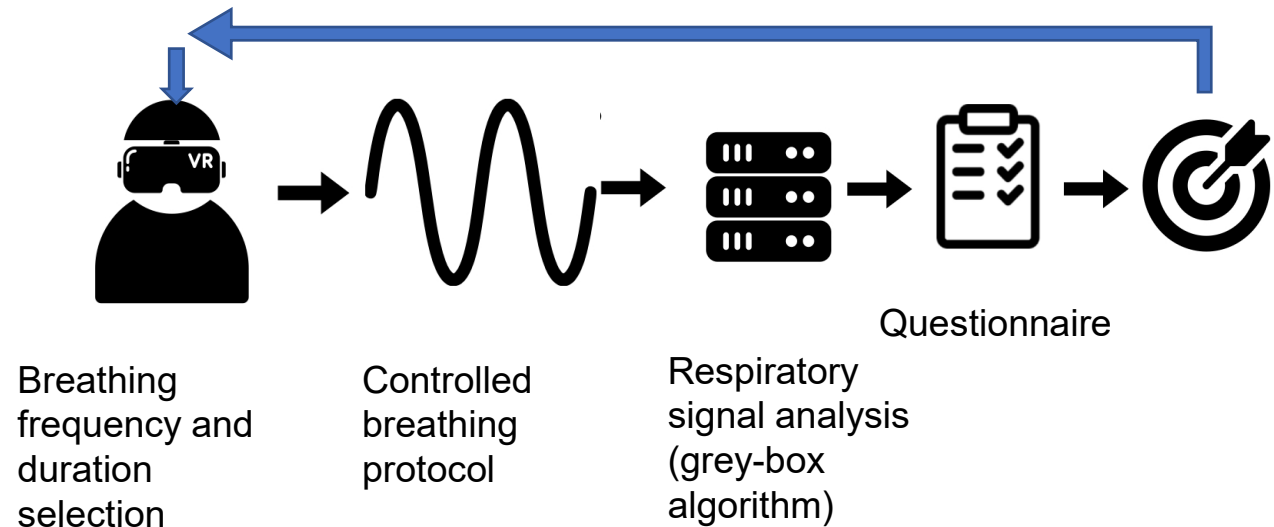 VR
Questionnaire
Breathing
frequency and
duration
selection
Controlled
breathing
protocol
Respiratory
signal analysis
(grey-box
algorithm)